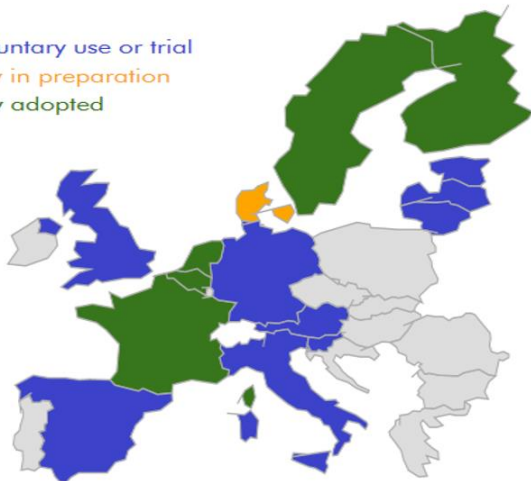 untary use or trial
in preparation
adopted